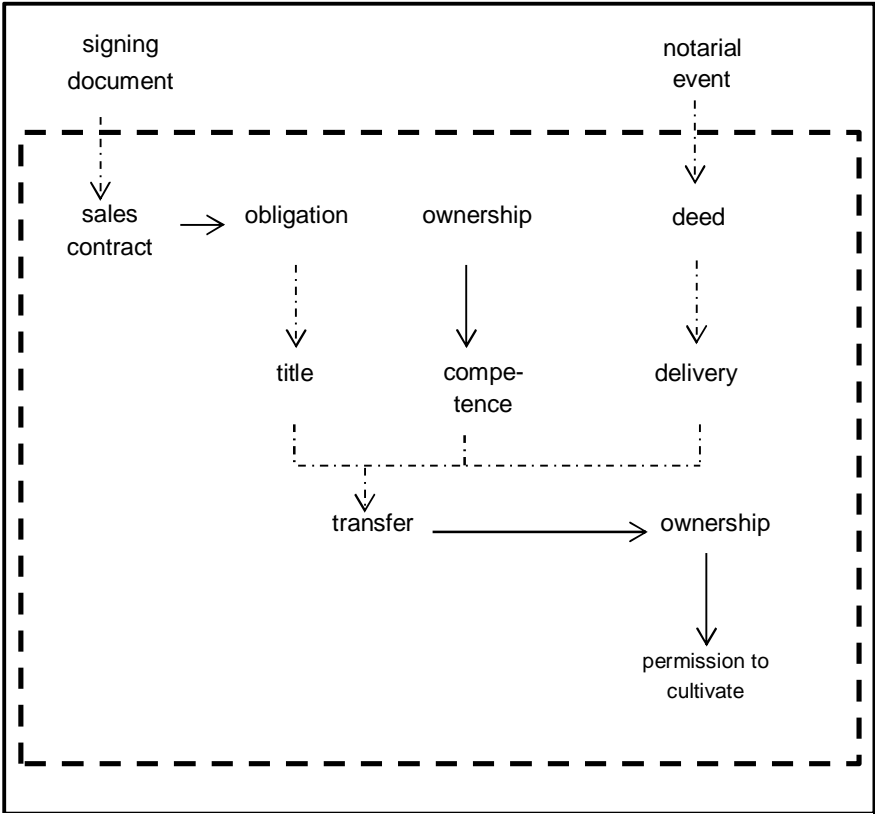 signing
document
notarial
event
sales
contract
obligation
ownership
deed
title
compe-
tence
delivery
transfer
ownership
permission to
cultivate